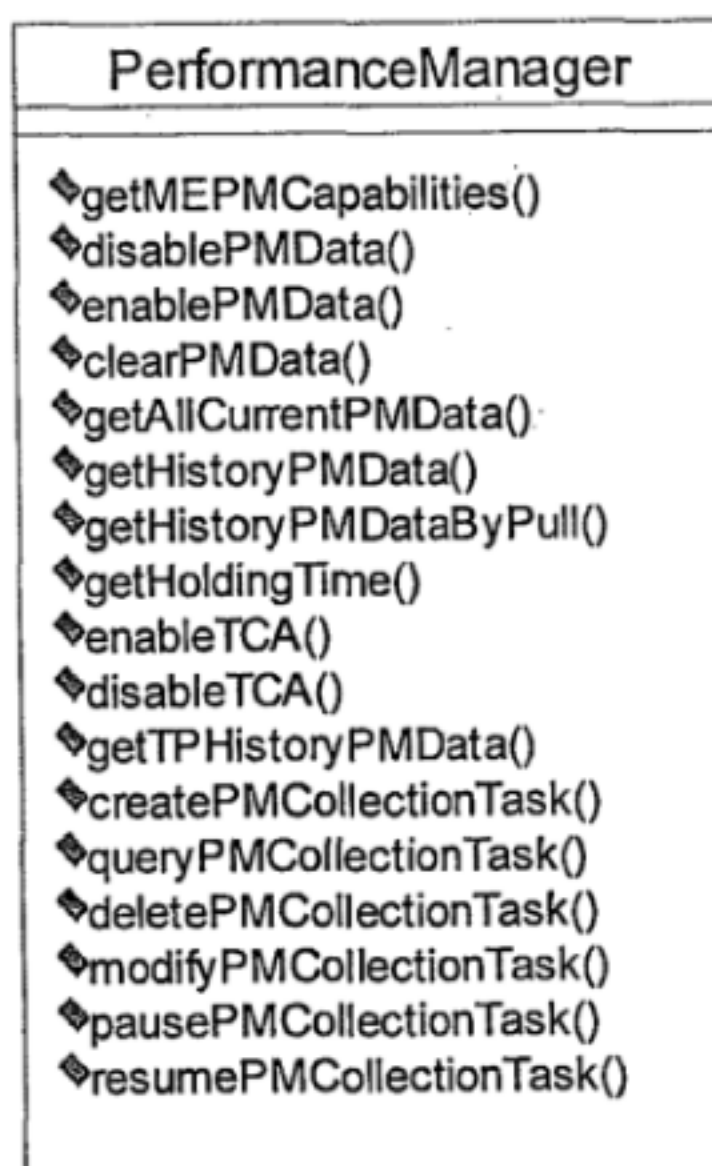 PerformanceManager
getMEPMCapabilities()
disablePMData()
enablePMData()
clearPMData()
getAllCurrentPMData()
getHistoryPMData()
getHistoryPMDataByPull()
getHoldingTime()
enableTCA()
disableTCA()
getTPHistoryPMData()
createPMCollectionTask()
queryPMCollectionTask()
deletePMCollectionTask()
modifyPMCollectionTask()
pausePMCollectionTask()
resumePMCollectionTask()